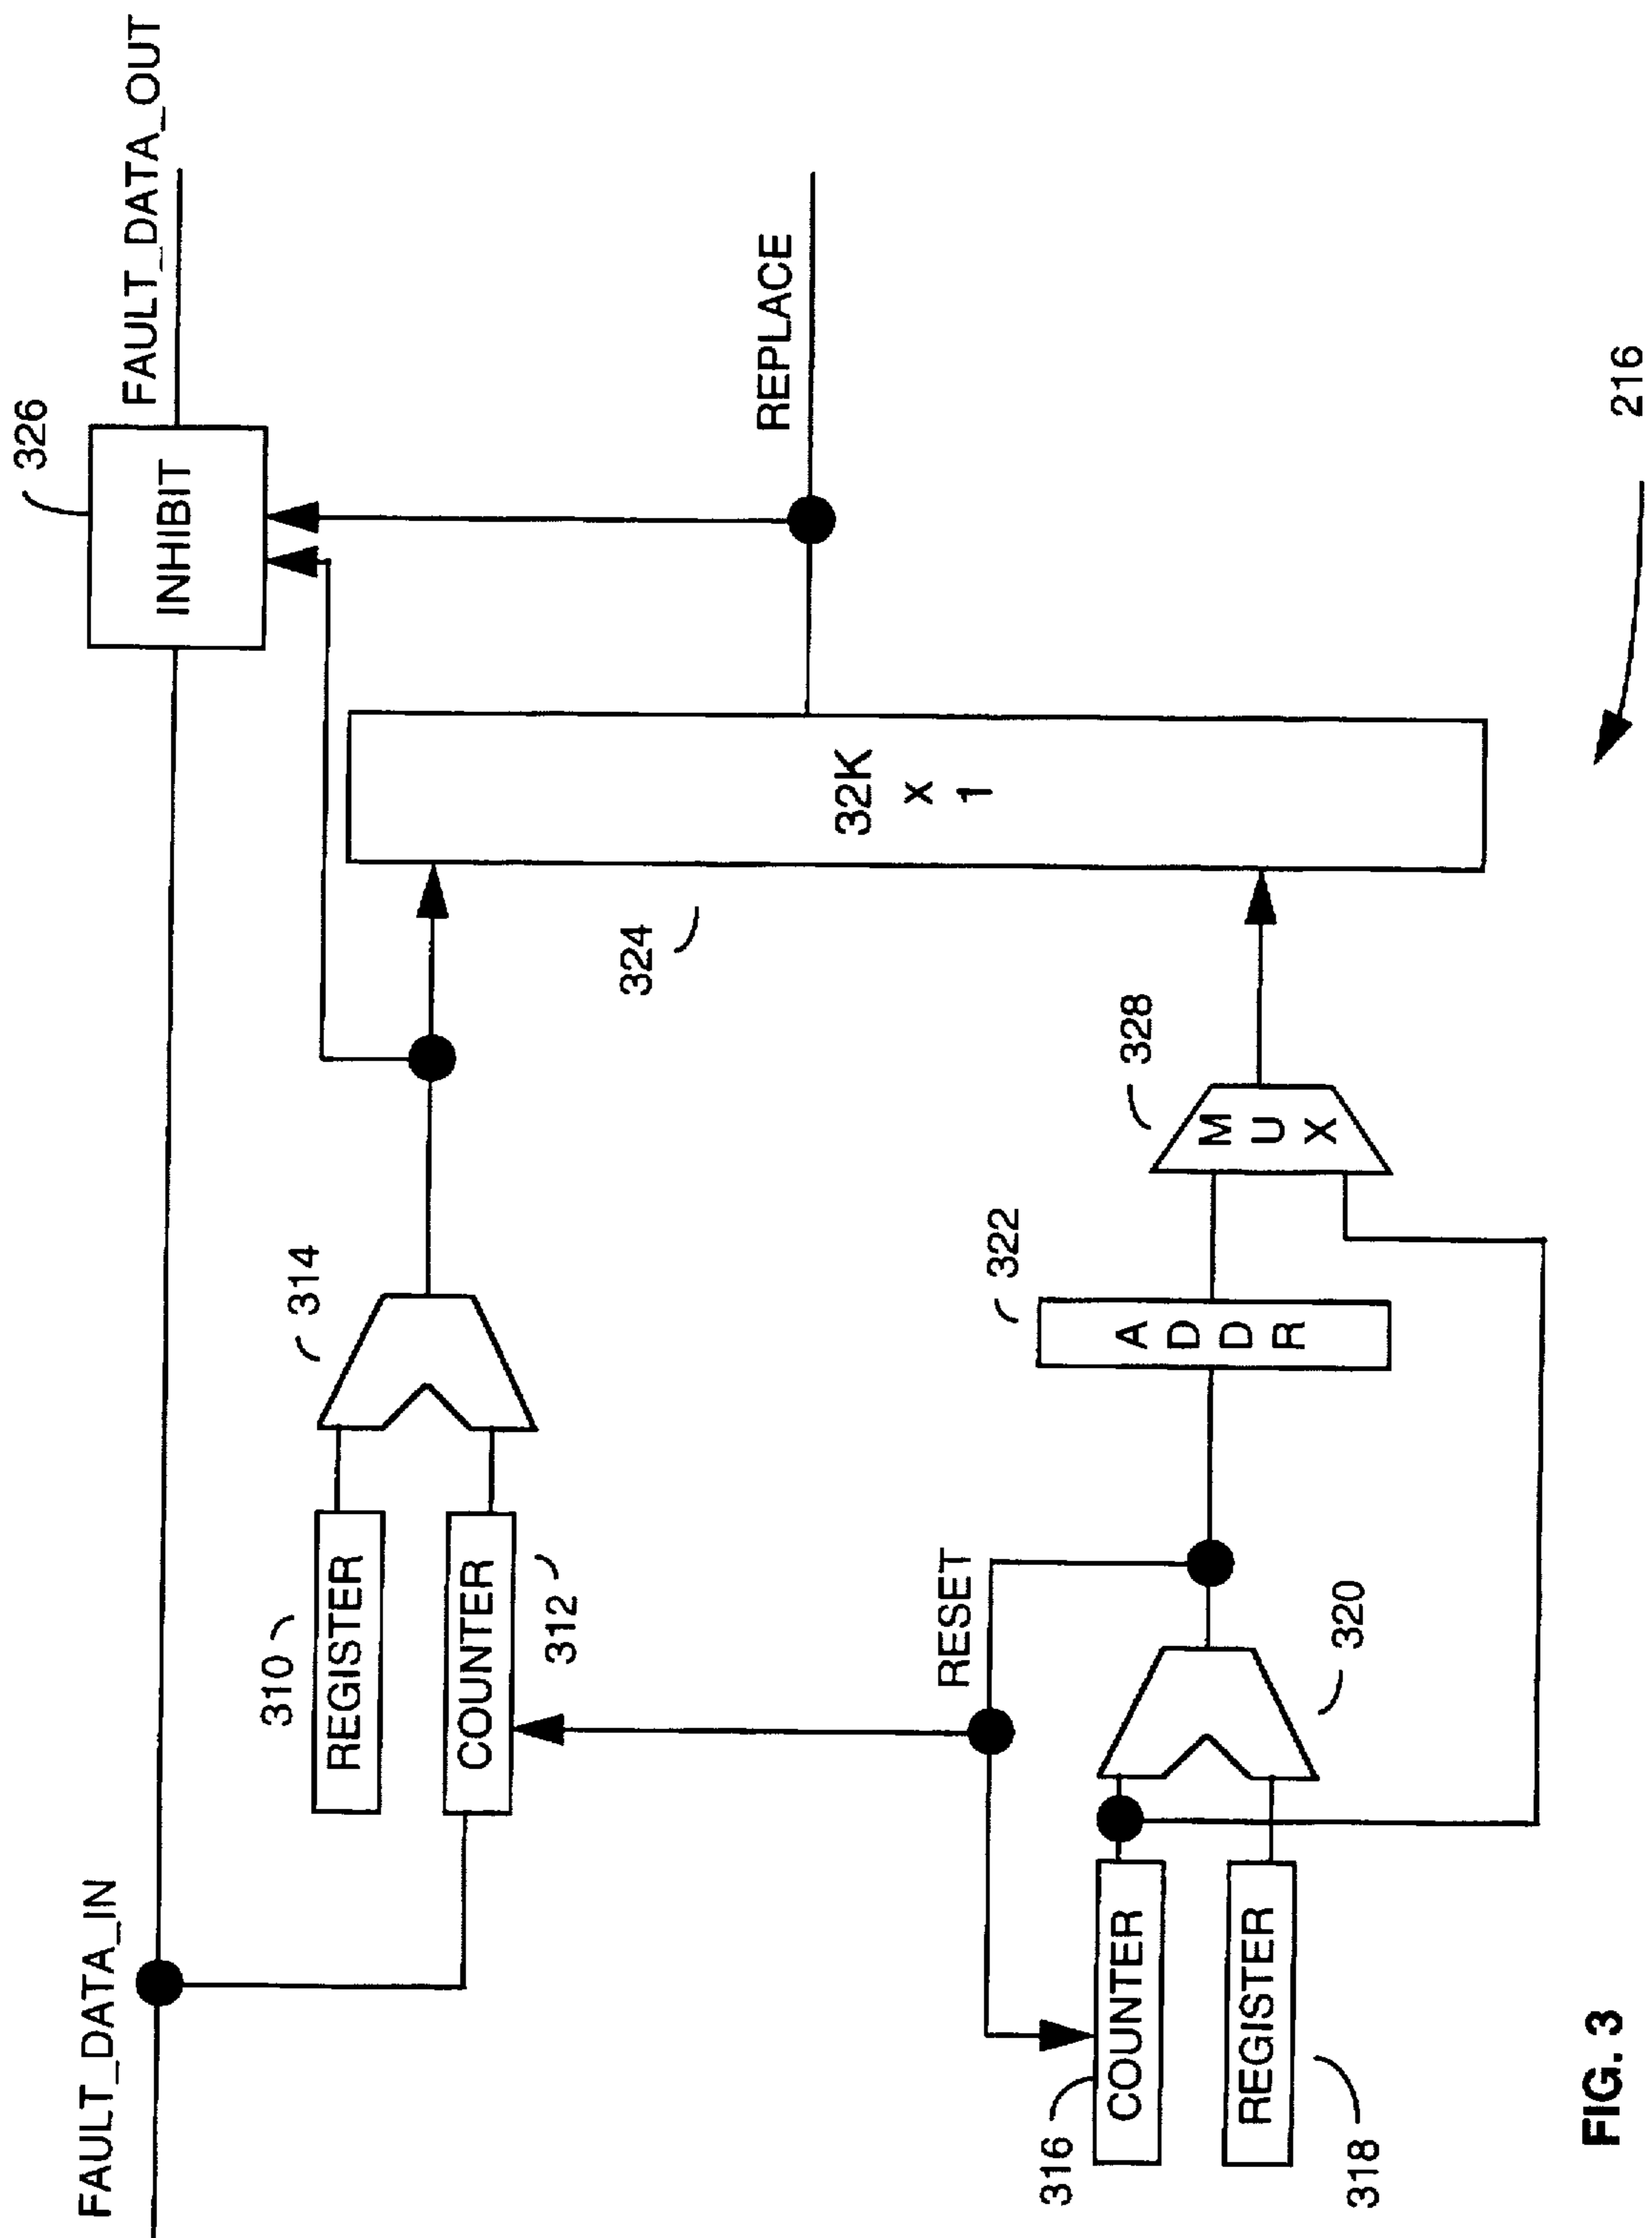 FAULT_DATA_IN
FAULT_DATA_OUT
326
INHIBIT
310
REGISTER
314
COUNTER
312
324
32K
X
1
REPLACE
RESET
316
COUNTER
320
REGISTER
318
322
A
D
D
R
328
M
U
X
216
FIG. 3